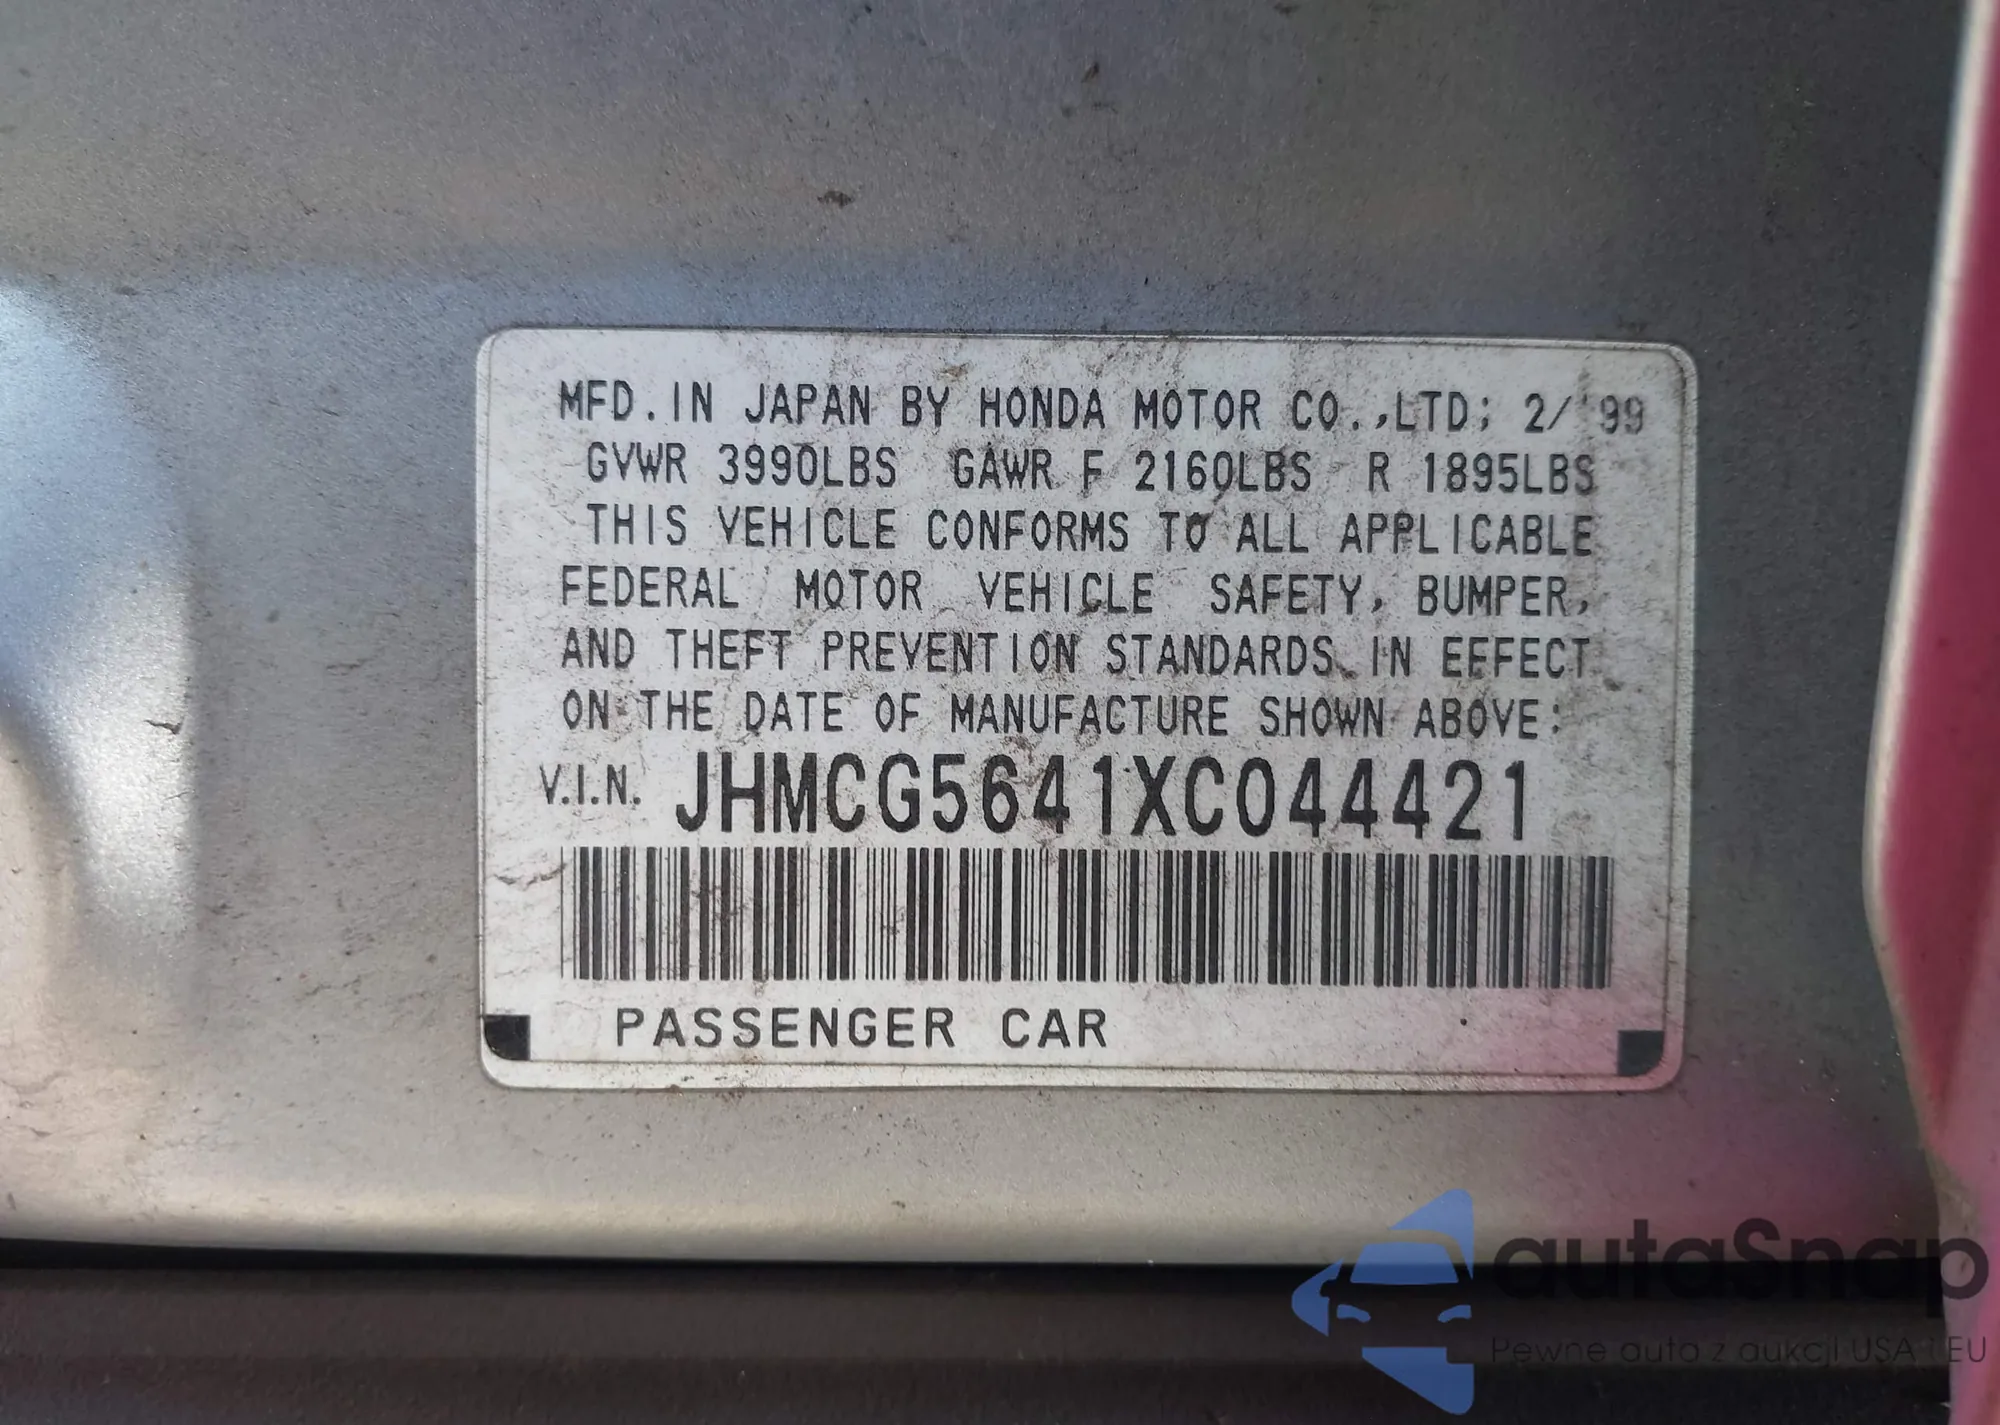 MFD. IN JAPAN BY HONDA MOTOR CO.,LTD; 2/'99
GVWR 3990LBS GAWR F 2160LBS R 1895LBS
THIS VEHICLE CONFORMS TO ALL APPLICABLE
FEDERAL MOTOR VEHICLE SAFETY, BUMPER,
AND THEFT PREVENTION STANDARDS IN EFFECT
ON THE DATE OF MANUFACTURE SHOWN ABOVE:
V.I.N. JHMCG5641XC044421
PASSENGER CAR
autaSnap
Pewne auta z aukcji USA i EU